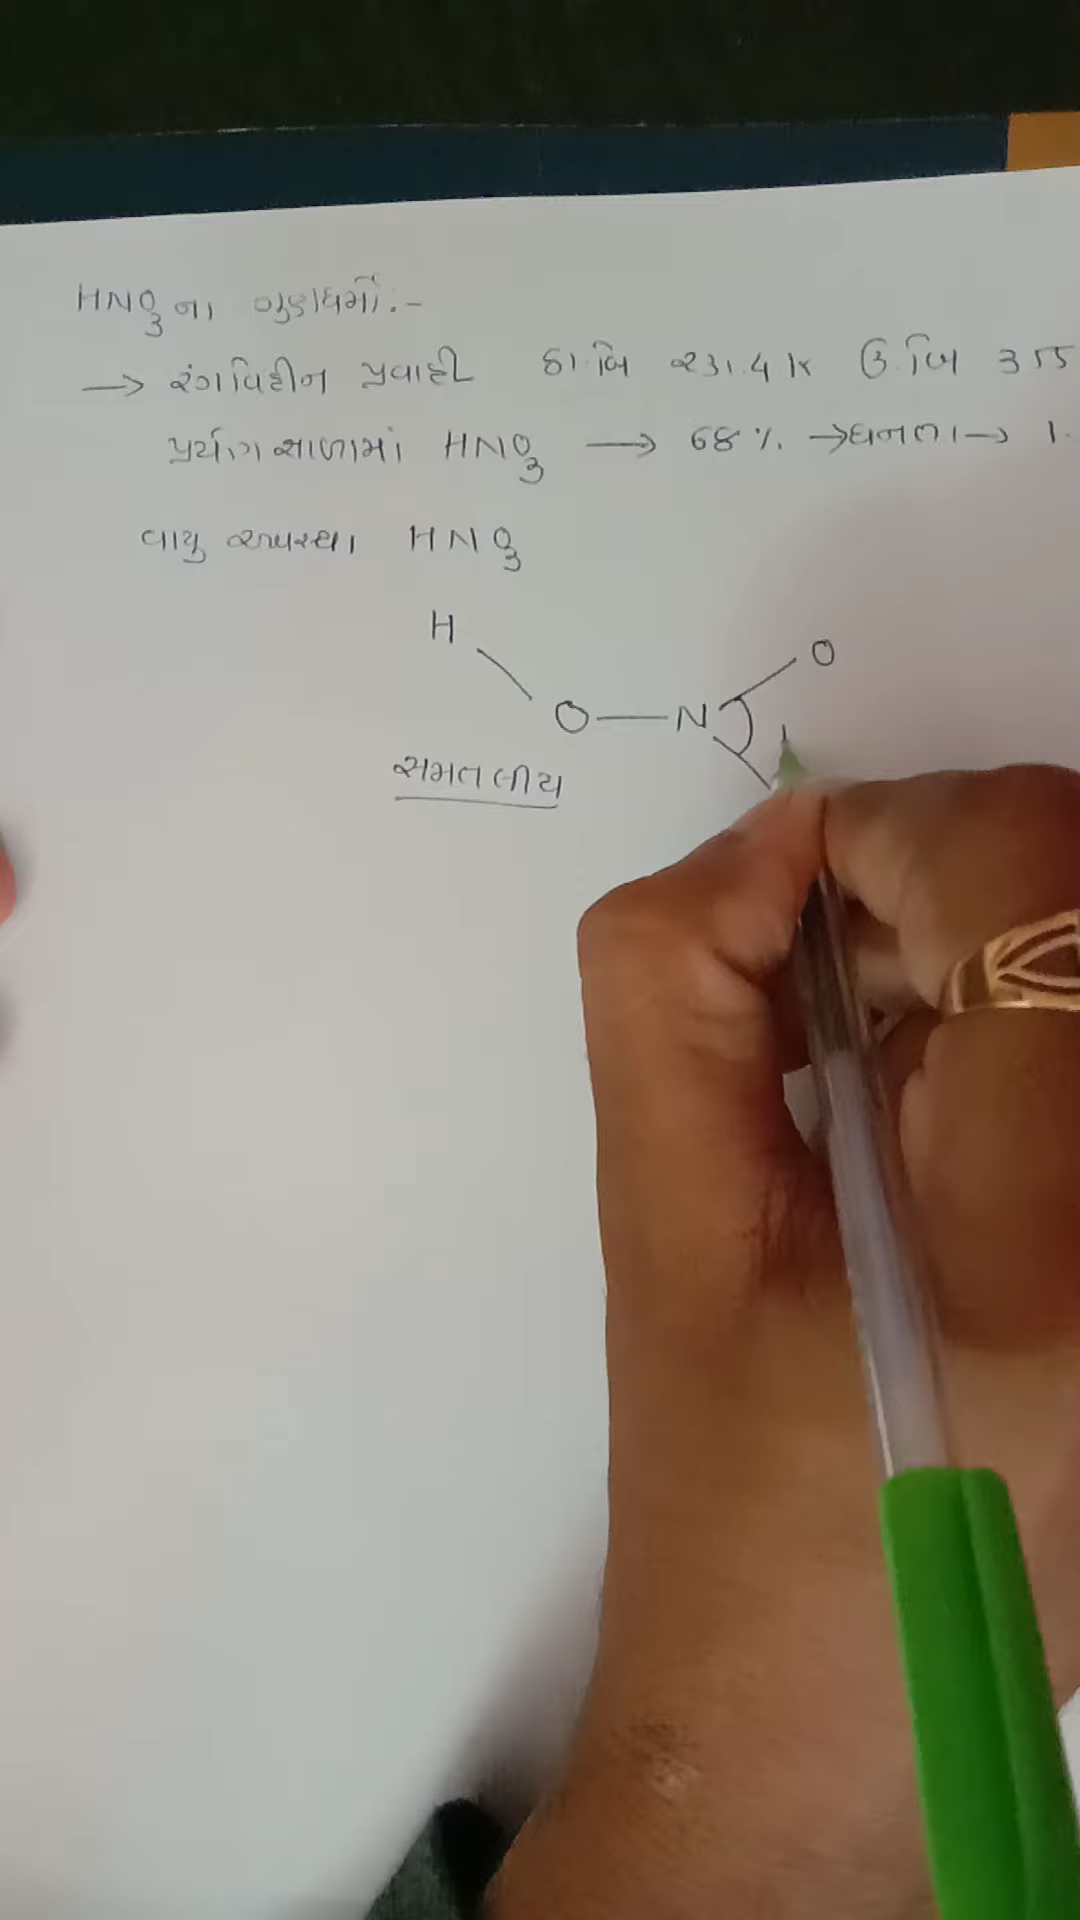 HNO3 ના ગુણધર્મો:-
→ રંગવિહીન પ્રવાહી ઠા.બિ 231.4 K ઉ.બિ 355
પ્રયોગશાળામાં HNO3 → 68 % → ઘનતા → 1.
વાયુ અવસ્થા HNO3
H
O
O — N
સમતલીય